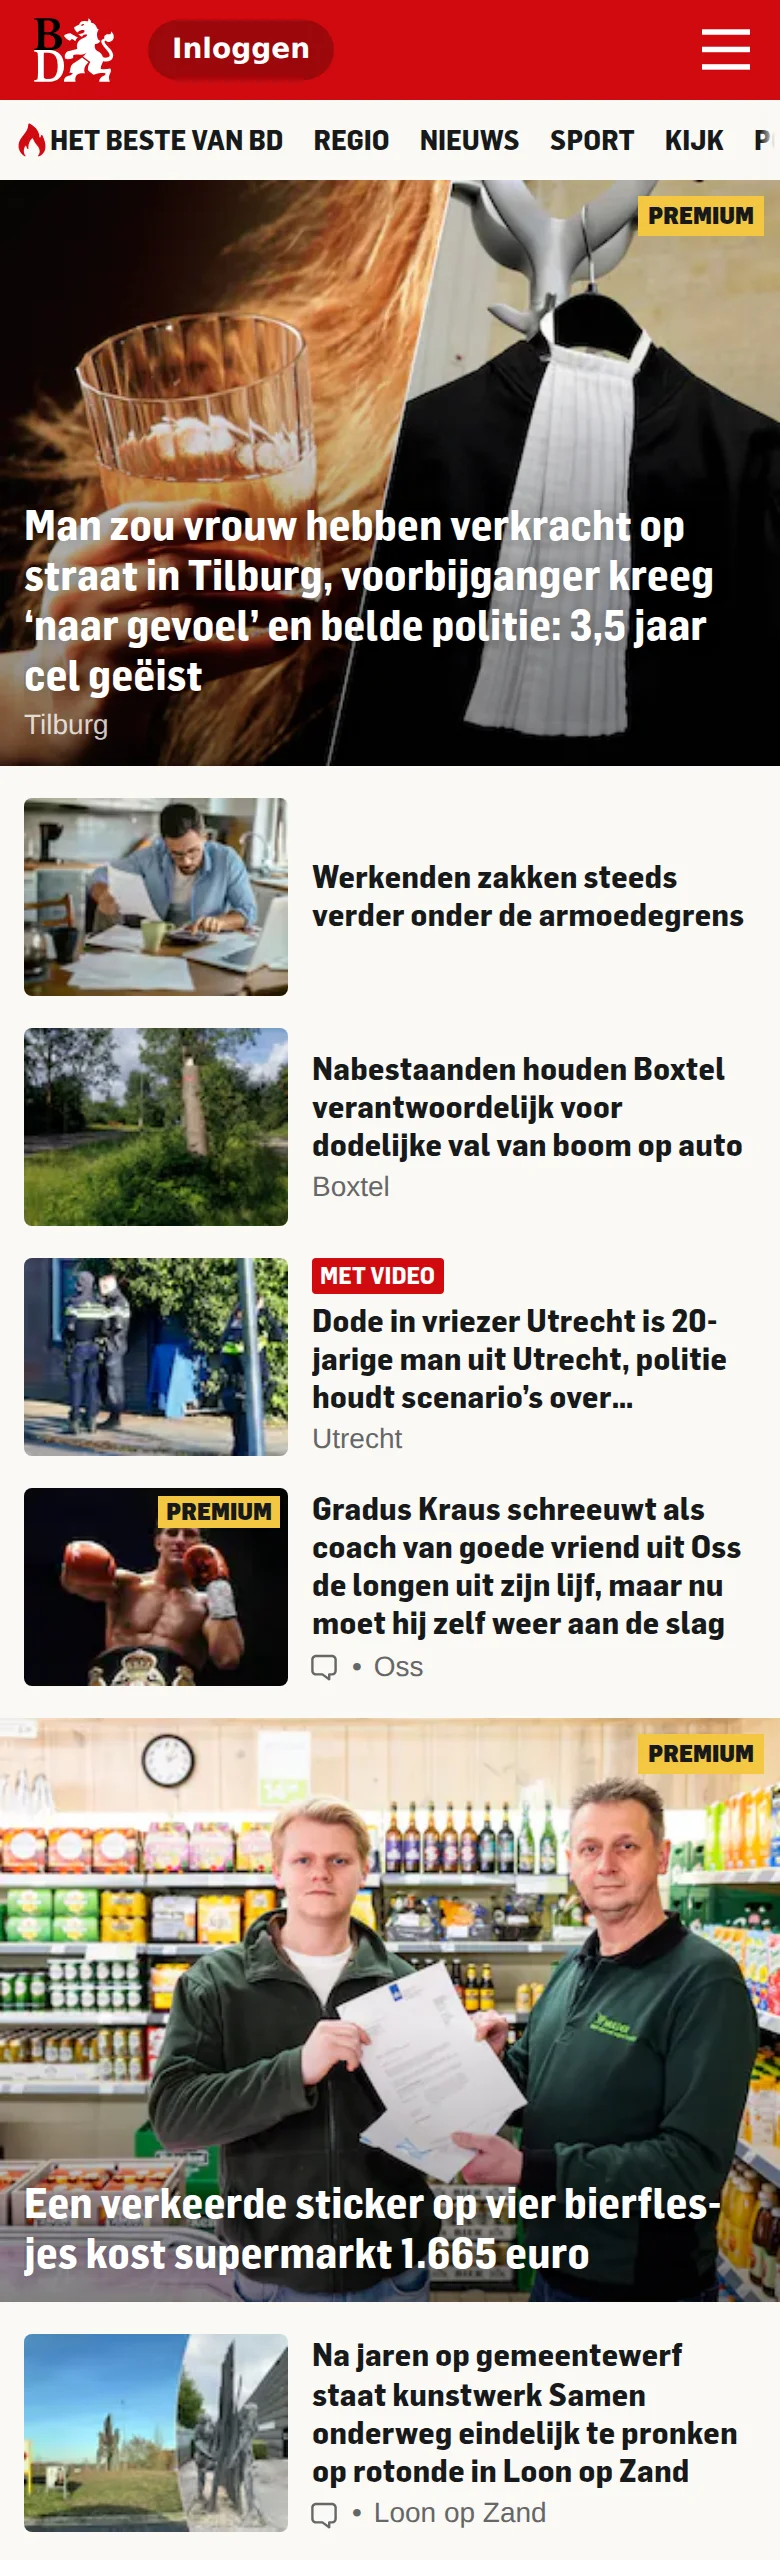 BD
Inloggen
HET BESTE VAN BD REGIO NIEUWS SPORT KIJK
PREMIUM
Man zou vrouw hebben verkracht op
straat in Tilburg, voorbijganger kreeg
‘naar gevoel’ en belde politie: 3,5 jaar
cel geëist
Tilburg
Werkenden zakken steeds
verder onder de armoedegrens
Nabestaanden houden Boxtel
verantwoordelijk voor
dodelijke val van boom op auto
Boxtel
MET VIDEO
Dode in vriezer Utrecht is 20-
jarige man uit Utrecht, politie
houdt scenario’s over...
Utrecht
PREMIUM
Gradus Kraus schreeuwt als
coach van goede vriend uit Oss
de longen uit zijn lijf, maar nu
moet hij zelf weer aan de slag
• Oss
PREMIUM
Een verkeerde sticker op vier bierfles-
jes kost supermarkt 1.665 euro
Na jaren op gemeentewerf
staat kunstwerk Samen
onderweg eindelijk te pronken
op rotonde in Loon op Zand
• Loon op Zand